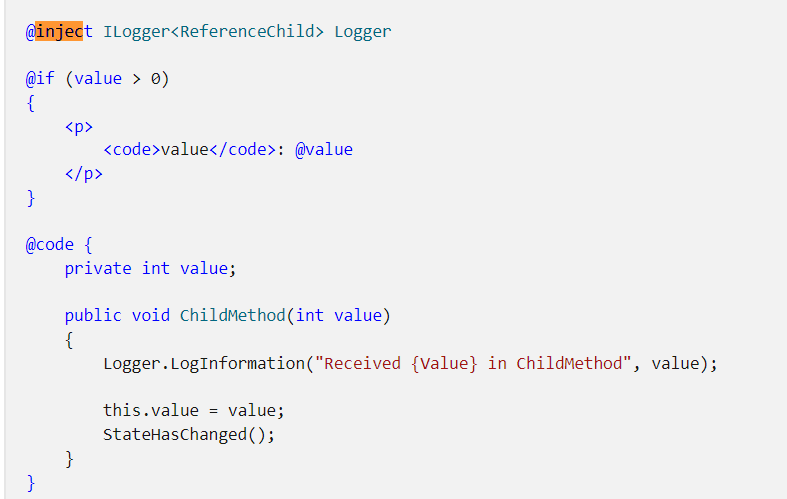 @inject ILogger<ReferenceChild> Logger
@if (value > 0)
{
<p>
<code>value</code>: @value
</p>
}
@code {
private int value;
public void ChildMethod(int value)
{
Logger.LogInformation("Received {Value} in ChildMethod", value);
this.value = value;
StateHasChanged();
}
}